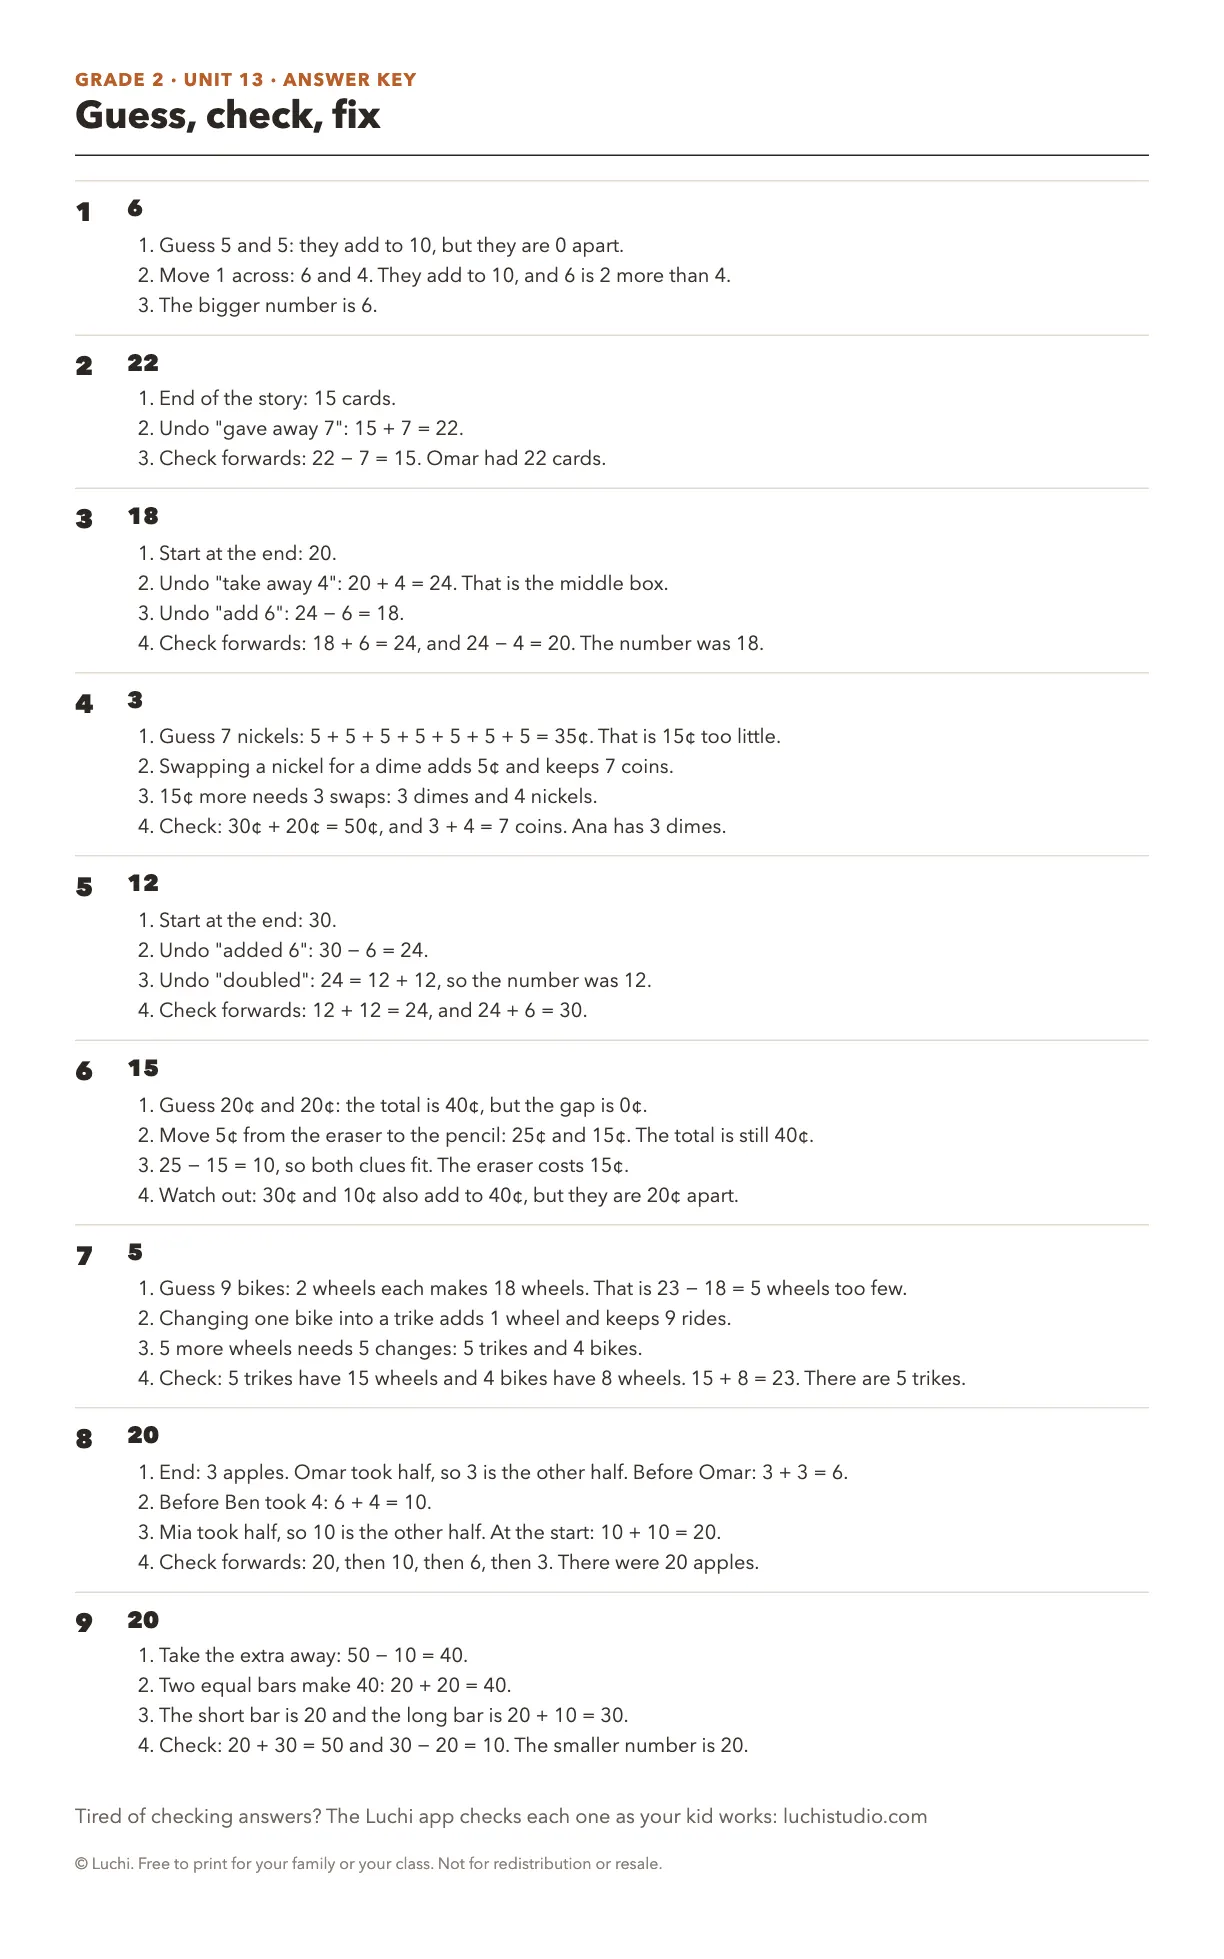 GRADE 2 · UNIT 13 · ANSWER KEY
Guess, check, fix
1 6
1. Guess 5 and 5: they add to 10, but they are 0 apart.
2. Move 1 across: 6 and 4. They add to 10, and 6 is 2 more than 4.
3. The bigger number is 6.
2 22
1. End of the story: 15 cards.
2. Undo "gave away 7": 15 + 7 = 22.
3. Check forwards: 22 − 7 = 15. Omar had 22 cards.
3 18
1. Start at the end: 20.
2. Undo "take away 4": 20 + 4 = 24. That is the middle box.
3. Undo "add 6": 24 − 6 = 18.
4. Check forwards: 18 + 6 = 24, and 24 − 4 = 20. The number was 18.
4 3
1. Guess 7 nickels: 5 + 5 + 5 + 5 + 5 + 5 + 5 = 35¢. That is 15¢ too little.
2. Swapping a nickel for a dime adds 5¢ and keeps 7 coins.
3. 15¢ more needs 3 swaps: 3 dimes and 4 nickels.
4. Check: 30¢ + 20¢ = 50¢, and 3 + 4 = 7 coins. Ana has 3 dimes.
5 12
1. Start at the end: 30.
2. Undo "added 6": 30 − 6 = 24.
3. Undo "doubled": 24 = 12 + 12, so the number was 12.
4. Check forwards: 12 + 12 = 24, and 24 + 6 = 30.
6 15
1. Guess 20¢ and 20¢: the total is 40¢, but the gap is 0¢.
2. Move 5¢ from the eraser to the pencil: 25¢ and 15¢. The total is still 40¢.
3. 25 − 15 = 10, so both clues fit. The eraser costs 15¢.
4. Watch out: 30¢ and 10¢ also add to 40¢, but they are 20¢ apart.
7 5
1. Guess 9 bikes: 2 wheels each makes 18 wheels. That is 23 − 18 = 5 wheels too few.
2. Changing one bike into a trike adds 1 wheel and keeps 9 rides.
3. 5 more wheels needs 5 changes: 5 trikes and 4 bikes.
4. Check: 5 trikes have 15 wheels and 4 bikes have 8 wheels. 15 + 8 = 23. There are 5 trikes.
8 20
1. End: 3 apples. Omar took half, so 3 is the other half. Before Omar: 3 + 3 = 6.
2. Before Ben took 4: 6 + 4 = 10.
3. Mia took half, so 10 is the other half. At the start: 10 + 10 = 20.
4. Check forwards: 20, then 10, then 6, then 3. There were 20 apples.
9 20
1. Take the extra away: 50 − 10 = 40.
2. Two equal bars make 40: 20 + 20 = 40.
3. The short bar is 20 and the long bar is 20 + 10 = 30.
4. Check: 20 + 30 = 50 and 30 − 20 = 10. The smaller number is 20.
Tired of checking answers? The Luchi app checks each one as your kid works: luchistudio.com
© Luchi. Free to print for your family or your class. Not for redistribution or resale.